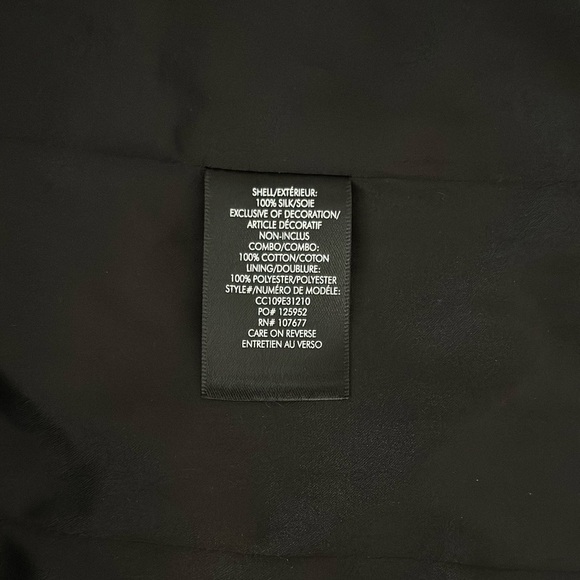 SHELL/EXTÉRIEUR:
100% SILK/SOIE
EXCLUSIVE OF DECORATION/
ARTICLE DÉCORATIF
NON-INCLUS
COMBO/COMBO:
100% COTTON/COTON
LINING/DOUBLURE:
100% POLYESTER/POLYESTER
STYLE#/NUMÉRO DE MODÉLE:
CC109E31210
PO# 125952
RN# 107677
CARE ON REVERSE
ENTRETIEN AU VERSO